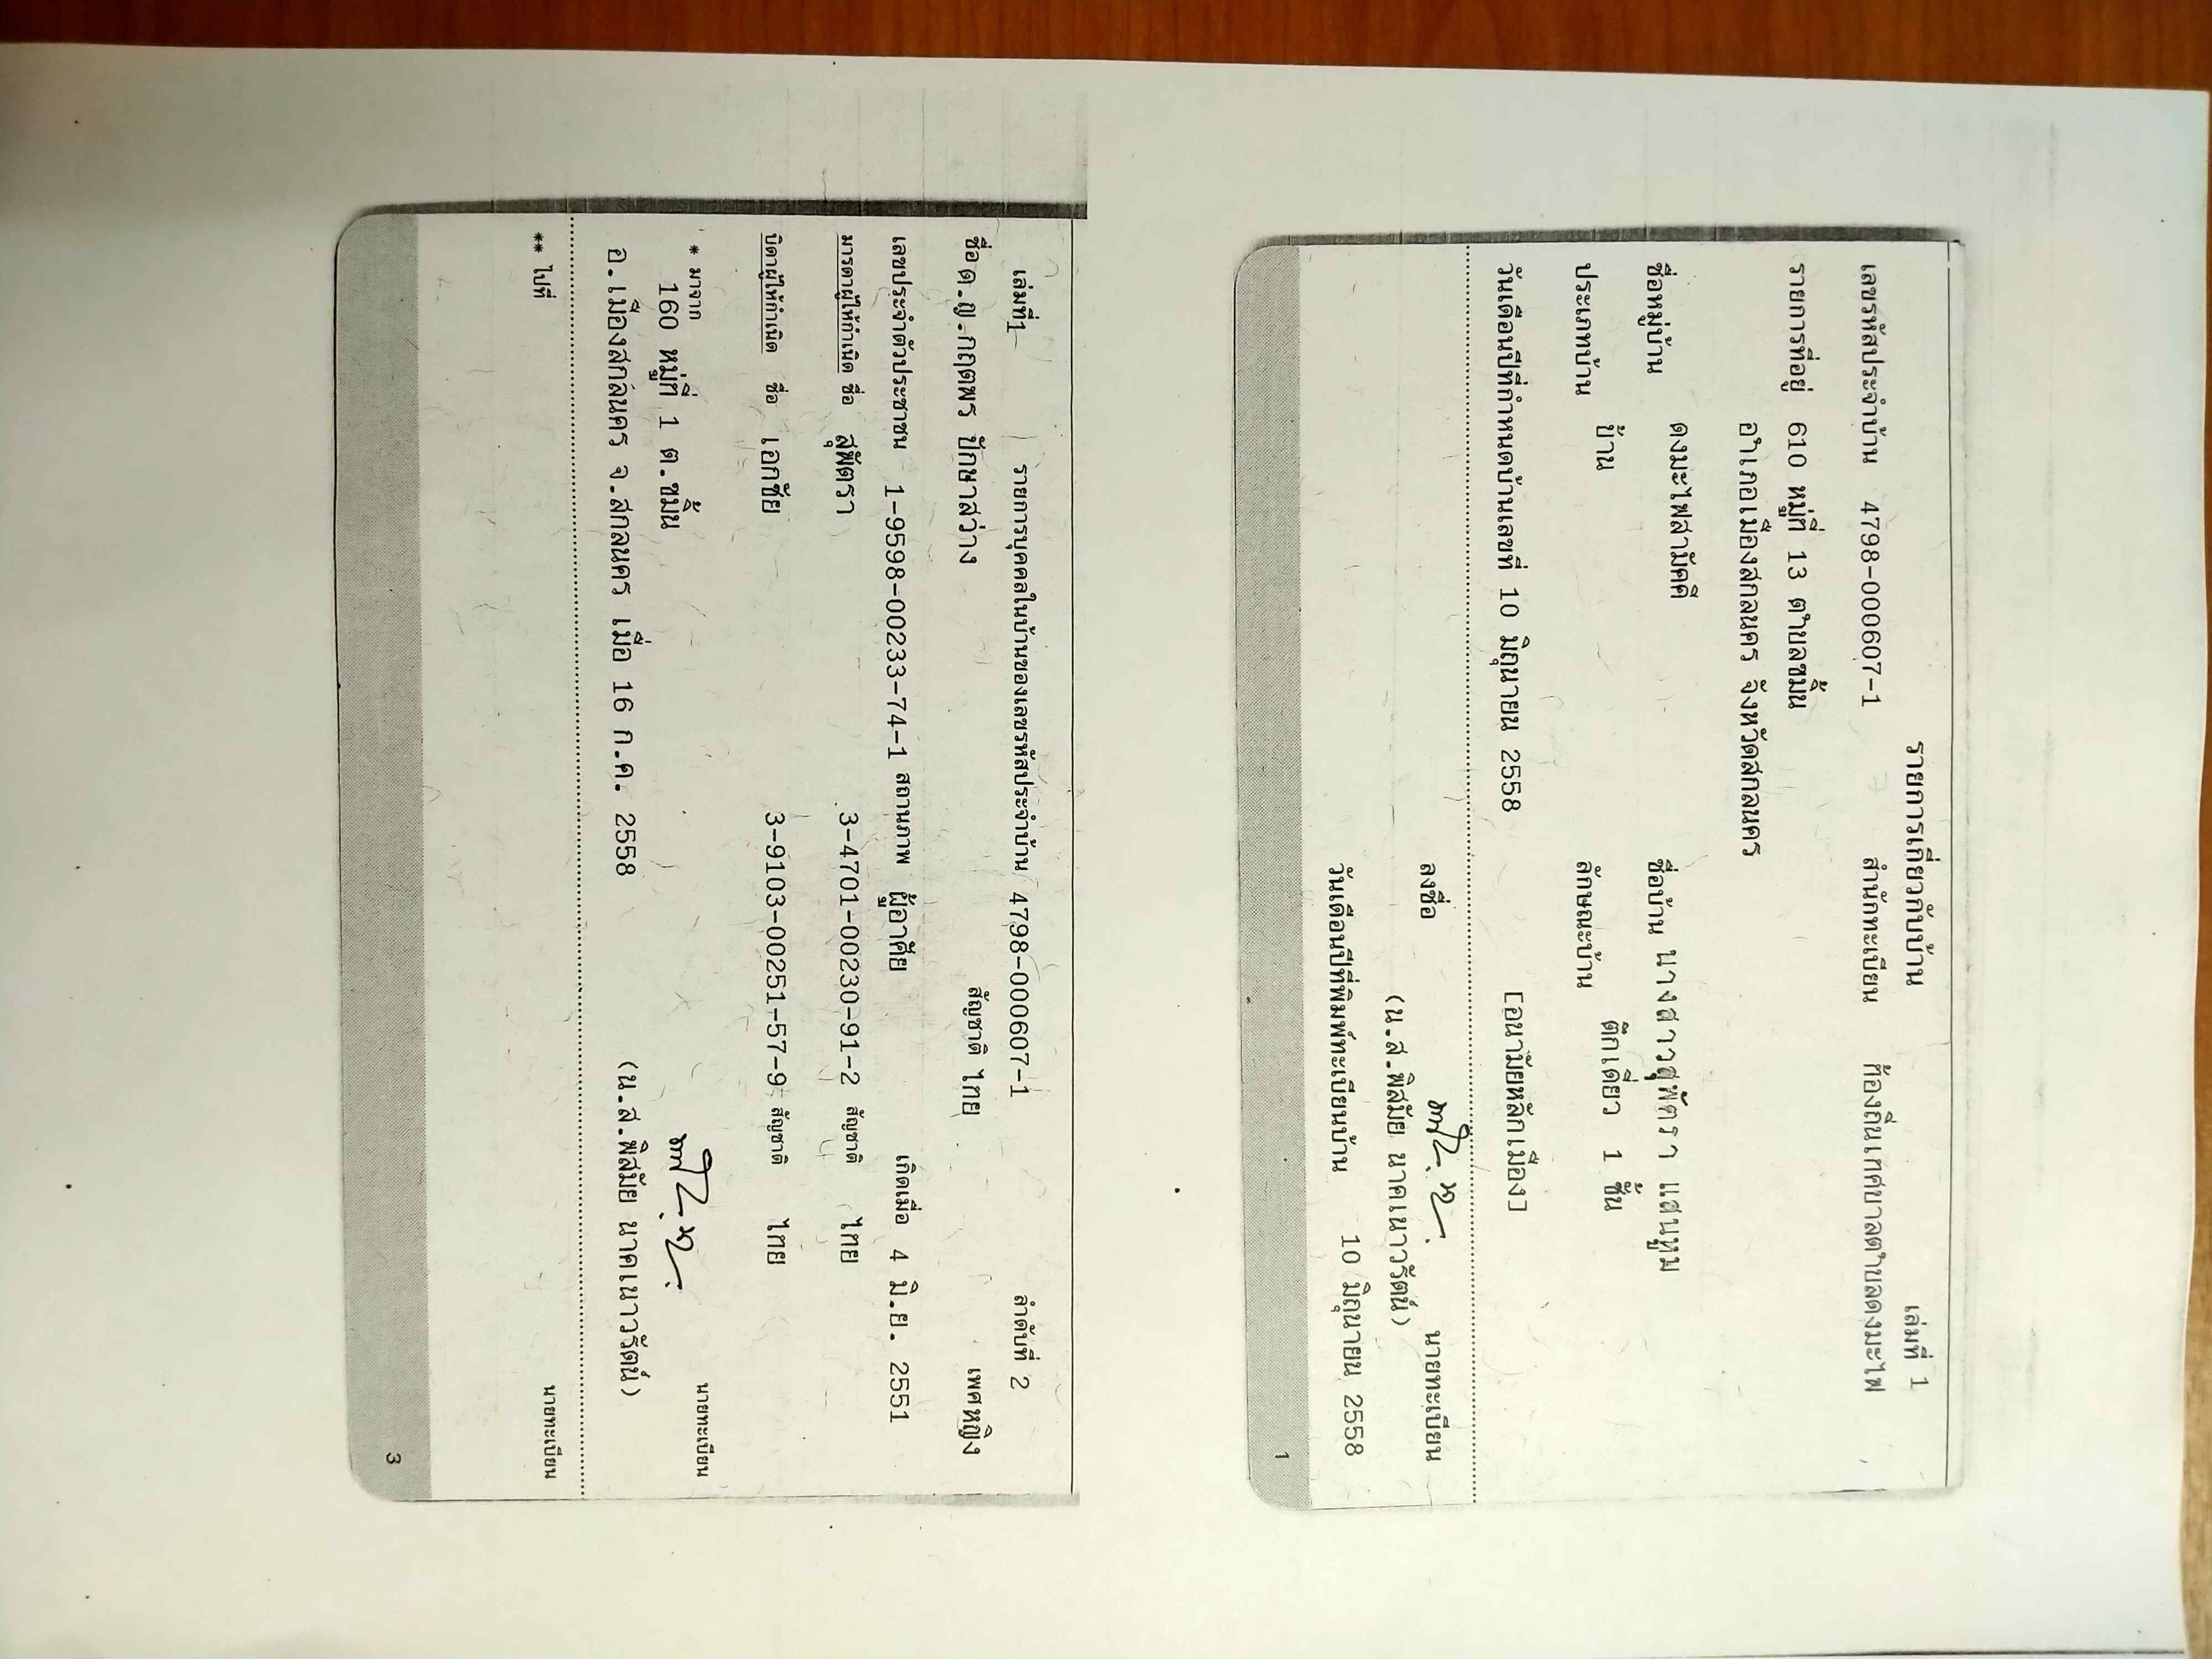 รายการเกี่ยวกับบ้าน เล่มที่ 1
เลขรหัสประจำบ้าน 4798-000607-1 สำนักทะเบียน ท้องถิ่นเทศบาลตำบลดงมะไฟ
รายการที่อยู่ 610 หมู่ที่ 13 ตำบลขมิ้น
อำเภอเมืองสกลนคร จังหวัดสกลนคร
ชื่อหมู่บ้าน ดงมะไฟสามัคคี ชื่อบ้าน นางสาวสุพัตรา แสนทูม
ประเภทบ้าน บ้าน ลักษณะบ้าน ตึกเดี่ยว 1 ชั้น
วันเดือนปีที่กำหนดบ้านเลขที่ 10 มิถุนายน 2558 [อนามัยหลักเมือง]
ลงชื่อ นายทะเบียน
(น.ส.พิสมัย นาคเนาวรัตน์)
วันเดือนปีที่พิมพ์ทะเบียนบ้าน 10 มิถุนายน 2558
1
เล่มที่1 รายการบุคคลในบ้านของเลขรหัสประจำบ้าน 4798-000607-1 ลำดับที่ 2
ชื่อ ด.ญ.กฤตพร ปักษาสว่าง สัญชาติ ไทย เพศ หญิง
เลขประจำตัวประชาชน 1-9598-00233-74-1 สถานภาพ ผู้อาศัย เกิดเมื่อ 4 มิ.ย. 2551
มารดาผู้ให้กำเนิด ชื่อ สุพัตรา 3-4701-00230-91-2 สัญชาติ ไทย
บิดาผู้ให้กำเนิด ชื่อ เอกชัย 3-9103-00251-57-9 สัญชาติ ไทย
* มาจาก นายทะเบียน
160 หมู่ที่ 1 ต.ขมิ้น
อ.เมืองสกลนคร จ.สกลนคร เมื่อ 16 ก.ค. 2558 (น.ส.พิสมัย นาคเนาวรัตน์)
** ไปที่ นายทะเบียน
3